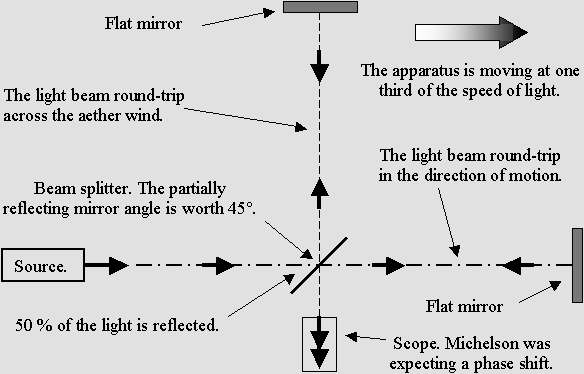 Flat mirror
The apparatus is moving at one
third of the speed of light.
The light beam round-trip
across the aether wind.
The light beam round-trip
in the direction of motion.
Beam splitter. The partially
reflecting mirror angle is worth 45°.
Source.
Flat mirror
50 % of the light is reflected.
Scope. Michelson was
expecting a phase shift.